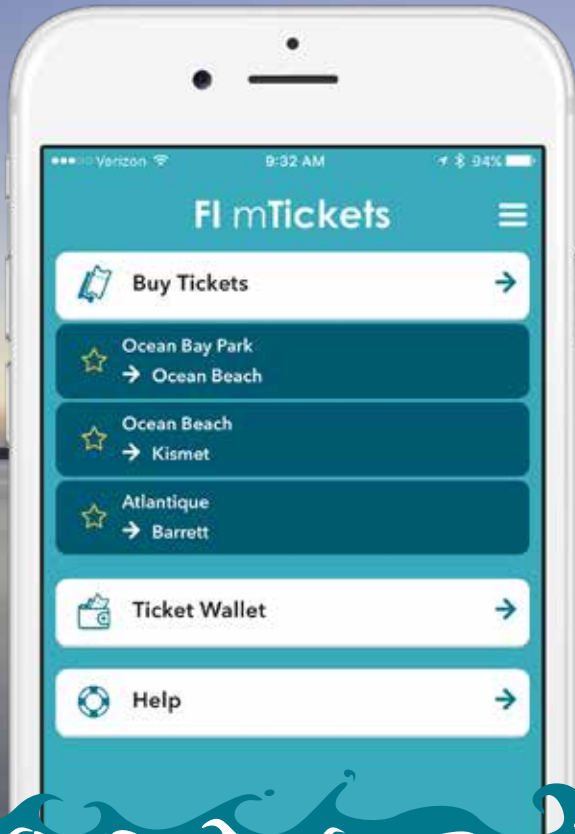 Verizon 9:32 AM 94%
FI mTickets
Buy Tickets
Ocean Bay Park
→ Ocean Beach
Ocean Beach
→ Kismet
Atlantique
→ Barrett
Ticket Wallet
Help